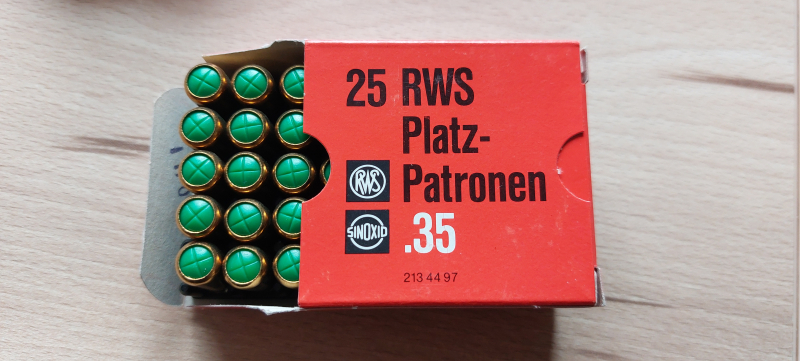 25 RWS
Platz-
Patronen
.35
RWS
SINOXID
213 44 97